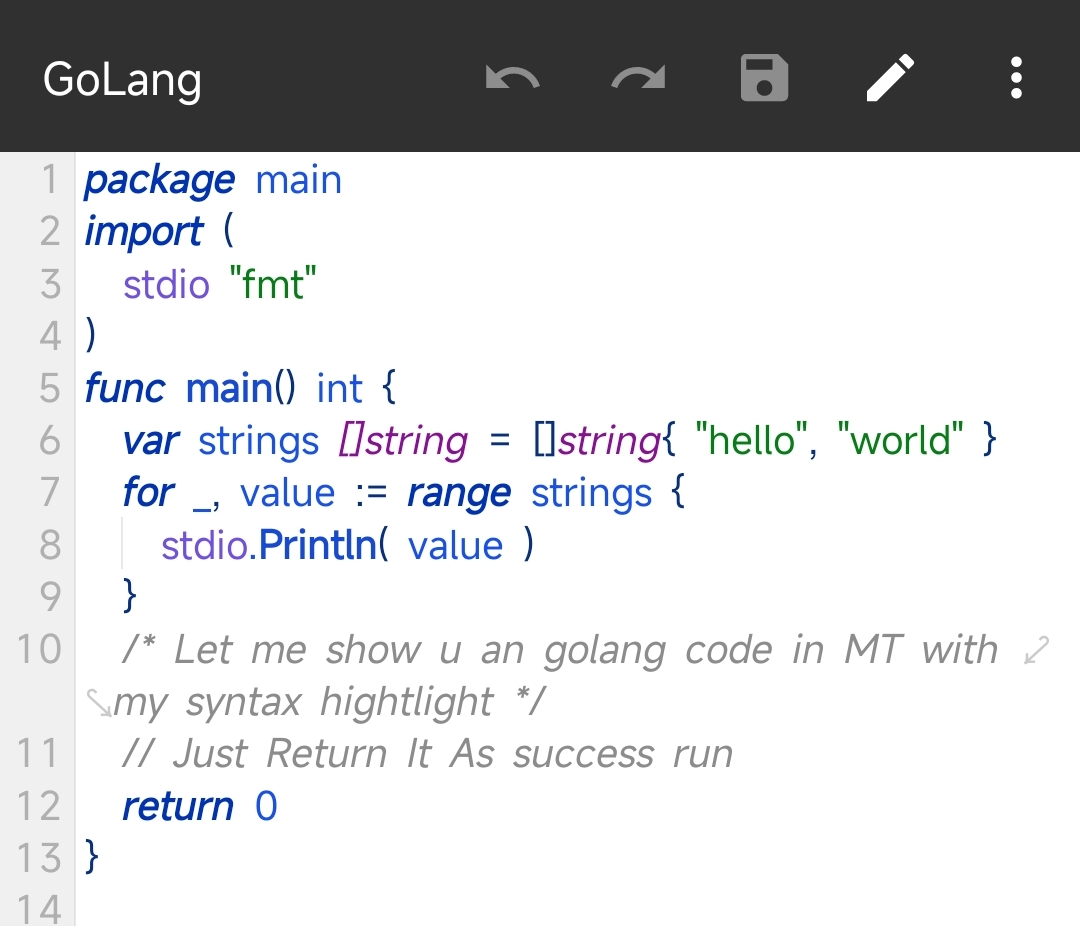 GoLang
1 package main
2 import (
3 stdio "fmt"
4 )
5 func main() int {
6 var strings []string = []string{ "hello", "world" }
7 for _, value := range strings {
8 stdio.Println( value )
9 }
10 /* Let me show u an golang code in MT with
my syntax hightlight */
11 // Just Return It As success run
12 return 0
13 }
14